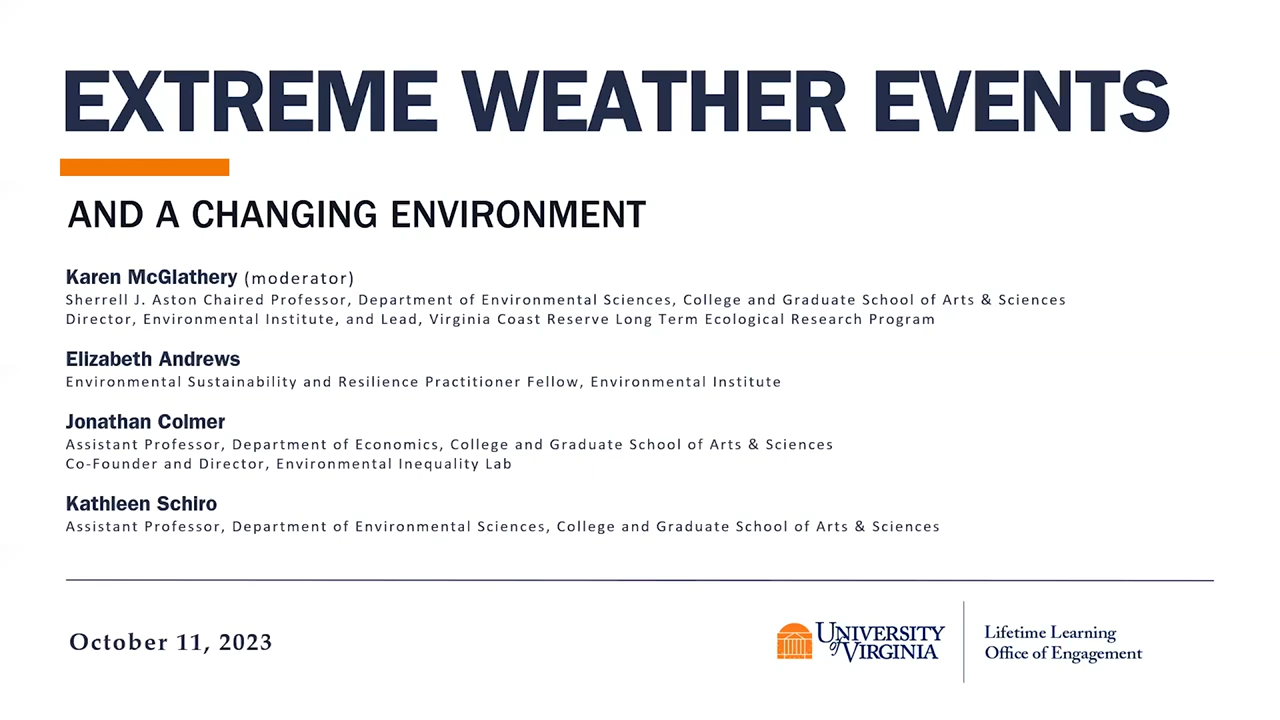 EXTREME WEATHER EVENTS
AND A CHANGING ENVIRONMENT
Karen McGlathery (moderator)
Sherrell J. Aston Chaired Professor, Department of Environmental Sciences, College and Graduate School of Arts & Sciences
Director, Environmental Institute, and Lead, Virginia Coast Reserve Long Term Ecological Research Program
Elizabeth Andrews
Environmental Sustainability and Resilience Practitioner Fellow, Environmental Institute
Jonathan Colmer
Assistant Professor, Department of Economics, College and Graduate School of Arts & Sciences
Co-Founder and Director, Environmental Inequality Lab
Kathleen Schiro
Assistant Professor, Department of Environmental Sciences, College and Graduate School of Arts & Sciences
October 11, 2023
UNIVERSITY
of VIRGINIA
Lifetime Learning
Office of Engagement